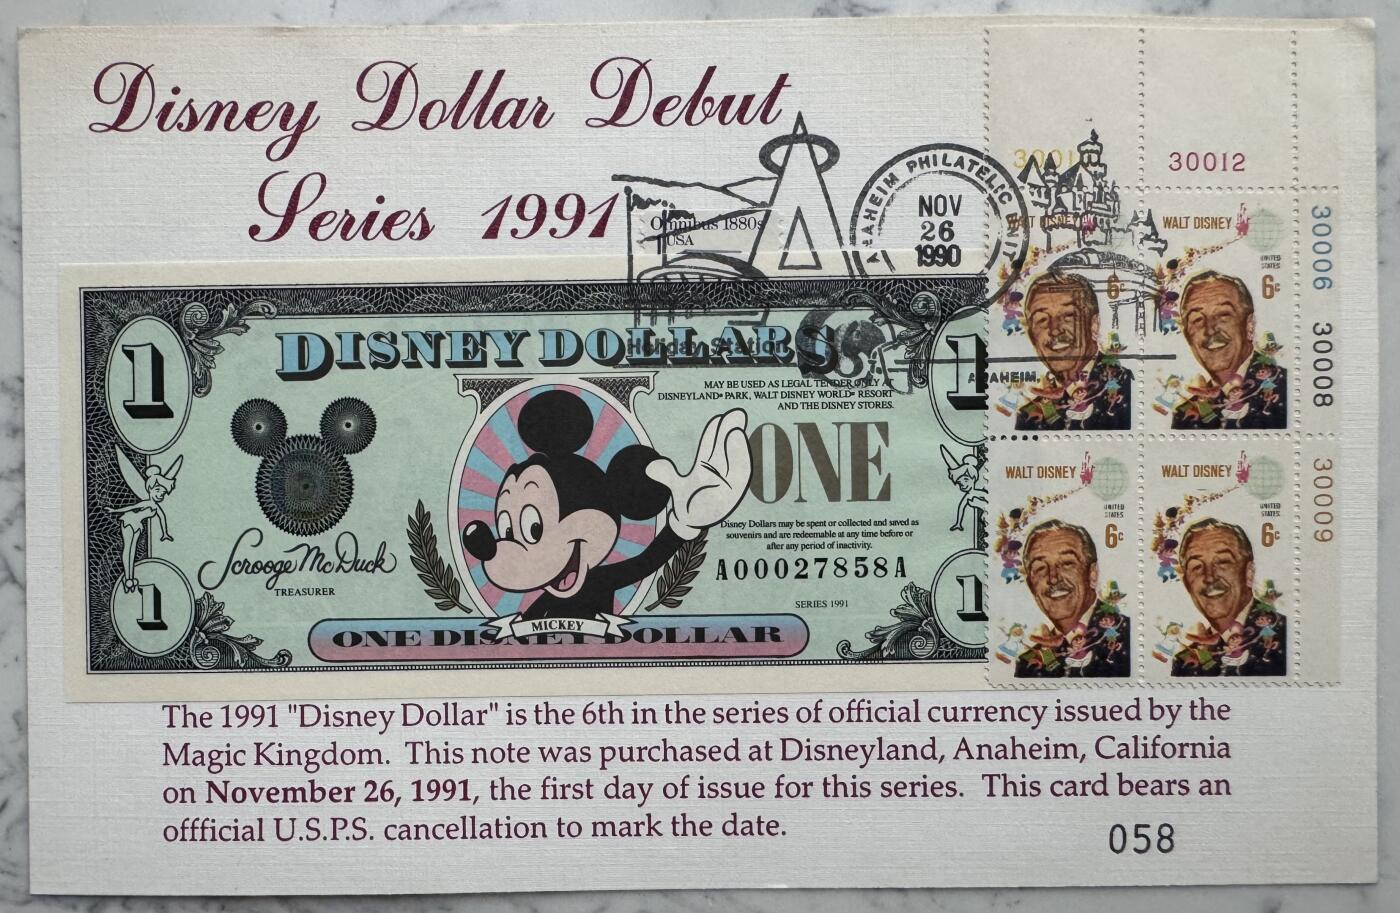 Disney Dollar Debut
Series 1991
Omnibus 1880s
USA
ANAHEIM PHILATELIC UNIT
NOV
26
1990
Holiday Station
ANAHEIM, CALIF
3001
30012
30006 30008
30009
WALT DISNEY
UNITED
STATES
6c
WALT DISNEY
6c
WALT DISNEY
UNITED
STATES
6c
WALT DISNEY
UNITED
STATES
6c
1
DISNEY DOLLARS
1
MAY BE USED AS LEGAL TENDER ONLY AT
DISNEYLAND® PARK, WALT DISNEY WORLD® RESORT
AND THE DISNEY STORES.
ONE
Disney Dollars may be spent or collected and saved as
souvenirs and are redeemable at any time before or
after any period of inactivity.
A00027858A
Scrooge McDuck
TREASURER
SERIES 1991
1
MICKEY
1
ONE DISNEY DOLLAR
The 1991 "Disney Dollar" is the 6th in the series of official currency issued by the
Magic Kingdom. This note was purchased at Disneyland, Anaheim, California
on November 26, 1991, the first day of issue for this series. This card bears an
offficial U.S.P.S. cancellation to mark the date.
058